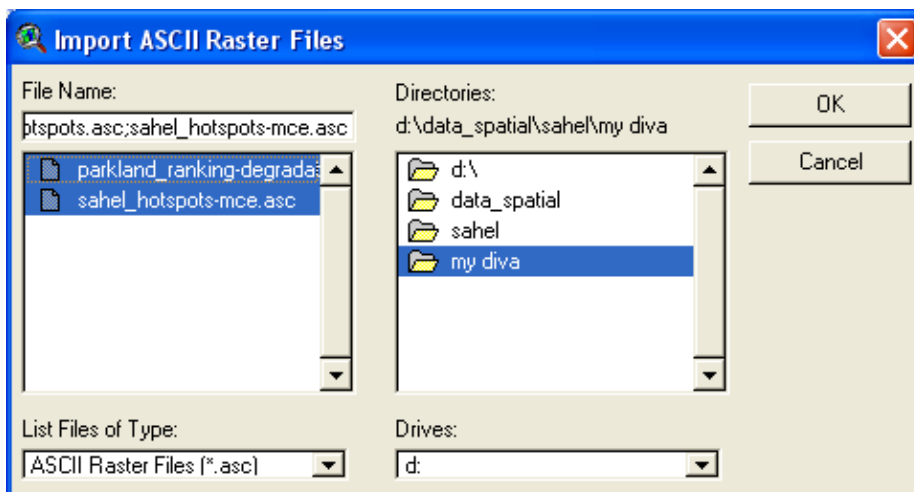 Import ASCII Raster Files
File Name:
otspots.asc;sahel_hotspots-mce.asc
parkland_ranking-degrada
sahel_hotspots-mce.asc
List Files of Type:
ASCII Raster Files (*.asc)
Directories:
d:\data_spatial\sahel\my diva
d:\
data_spatial
sahel
my diva
Drives:
d:
OK
Cancel